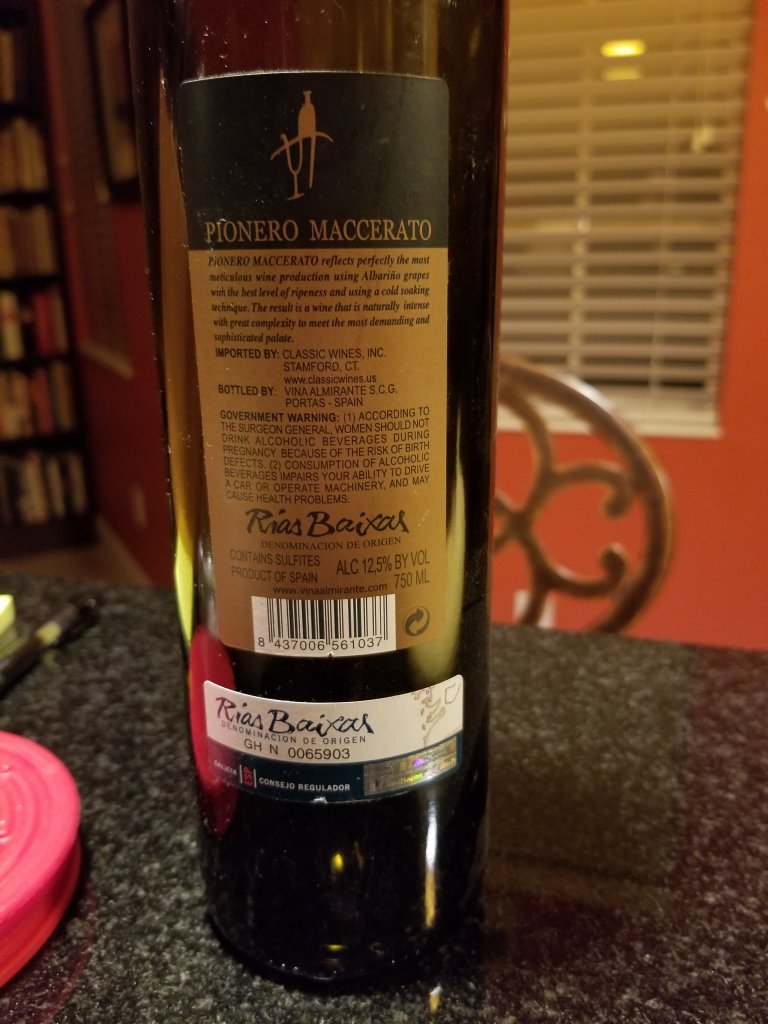 PIONERO MACCERATO
PIONERO MACCERATO reflects perfectly the most
meticulous wine production using Albariño grapes
with the best level of ripeness and using a cold soaking
technique. The result is a wine that is naturally intense
with great complexity to meet the most demanding and
sophisticated palate.
IMPORTED BY: CLASSIC WINES, INC.
STAMFORD, CT.
www.classicwines.us
BOTTLED BY: VINA ALMIRANTE S.C.G.
PORTAS - SPAIN
GOVERNMENT WARNING: (1) ACCORDING TO
THE SURGEON GENERAL, WOMEN SHOULD NOT
DRINK ALCOHOLIC BEVERAGES DURING
PREGNANCY BECAUSE OF THE RISK OF BIRTH
DEFECTS. (2) CONSUMPTION OF ALCOHOLIC
BEVERAGES IMPAIRS YOUR ABILITY TO DRIVE
A CAR OR OPERATE MACHINERY, AND MAY
CAUSE HEALTH PROBLEMS.
Rías Baixas
DENOMINACION DE ORIGEN
CONTAINS SULFITES ALC 12,5% BY VOL
PRODUCT OF SPAIN 750 ML
www.vinaalmirante.com
8 437006 561037
Rías Baixas
DENOMINACION DE ORIGEN
GH N 0065903
GALICIA ESP CONSEJO REGULADOR